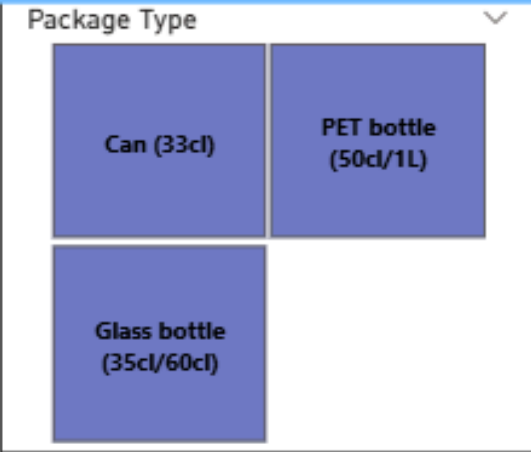 Package Type
Can (33cl)
PET bottle
(50cl/1L)
Glass bottle
(35cl/60cl)